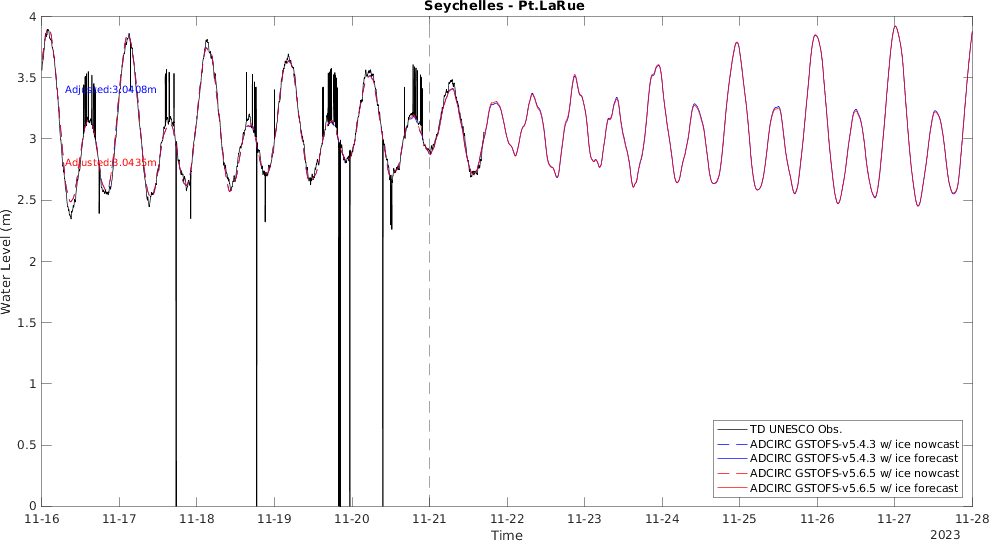 Seychelles - Pt.LaRue
4
3.5
3
2.5
2
1.5
1
0.5
0
Water Level (m)
Adjusted:3.0408m
Adjusted:3.0435m
TD UNESCO Obs.
ADCIRC GSTOFS-v5.4.3 w/ ice nowcast
ADCIRC GSTOFS-v5.4.3 w/ ice forecast
ADCIRC GSTOFS-v5.6.5 w/ ice nowcast
ADCIRC GSTOFS-v5.6.5 w/ ice forecast
11-16 11-17 11-18 11-19 11-20 11-21 11-22 11-23 11-24 11-25 11-26 11-27 11-28
Time
2023